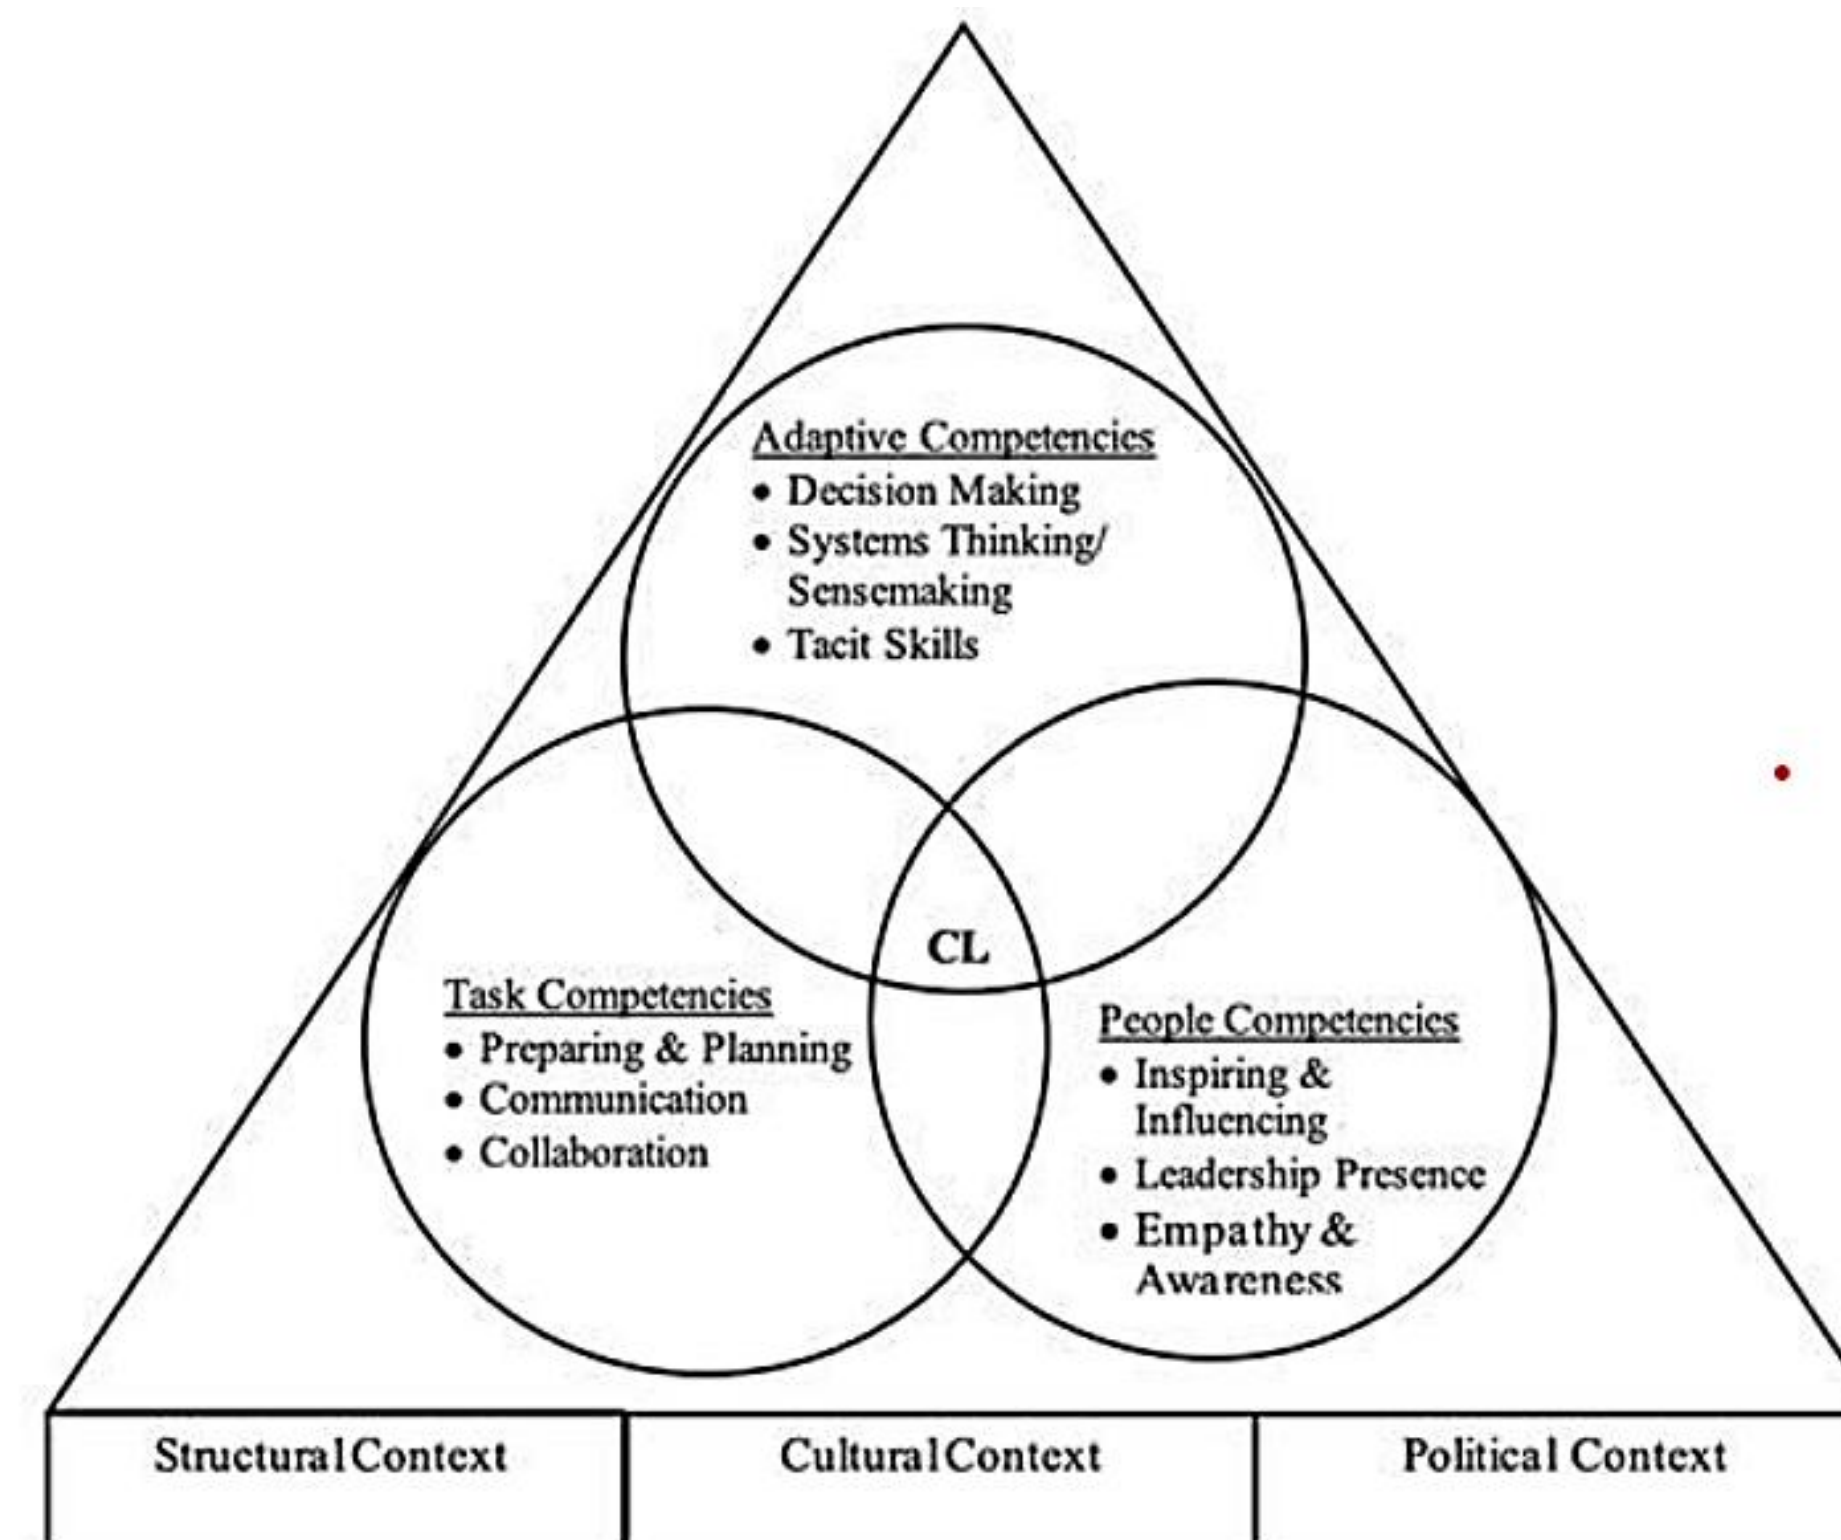 Adaptive Competencies
• Decision Making
• Systems Thinking/
Sensemaking
• Tacit Skills
CL
Task Competencies
• Preparing & Planning
• Communication
• Collaboration
People Competencies
• Inspiring &
Influencing
• Leadership Presence
• Empathy &
Awareness
Structural Context
Cultural Context
Political Context